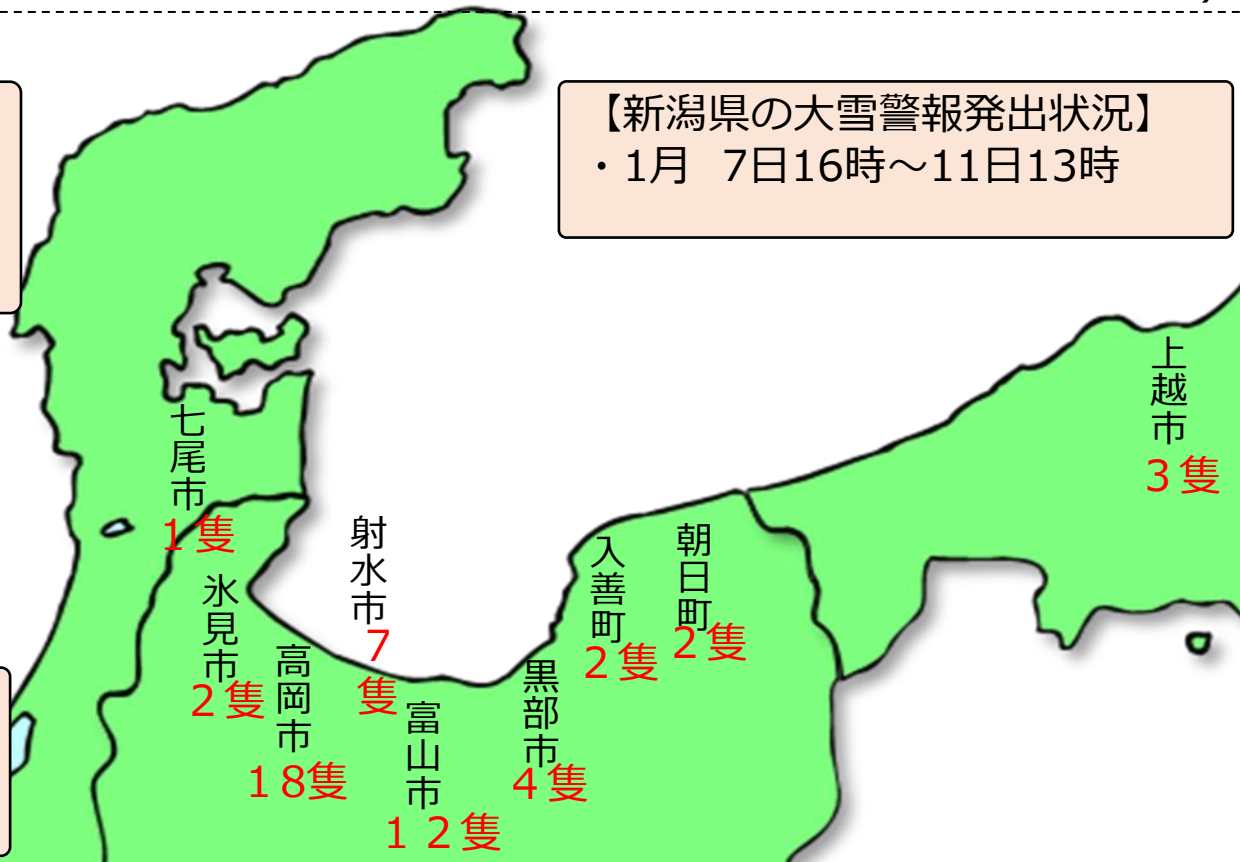 【新潟県の大雪警報発出状況】
・1月 7日16時～11日13時
上越市
3隻
七尾市
1隻
射水市
7隻
入善町
2隻
朝日町
2隻
氷見市
2隻
高岡市
18隻
富山市
12隻
黒部市
4隻